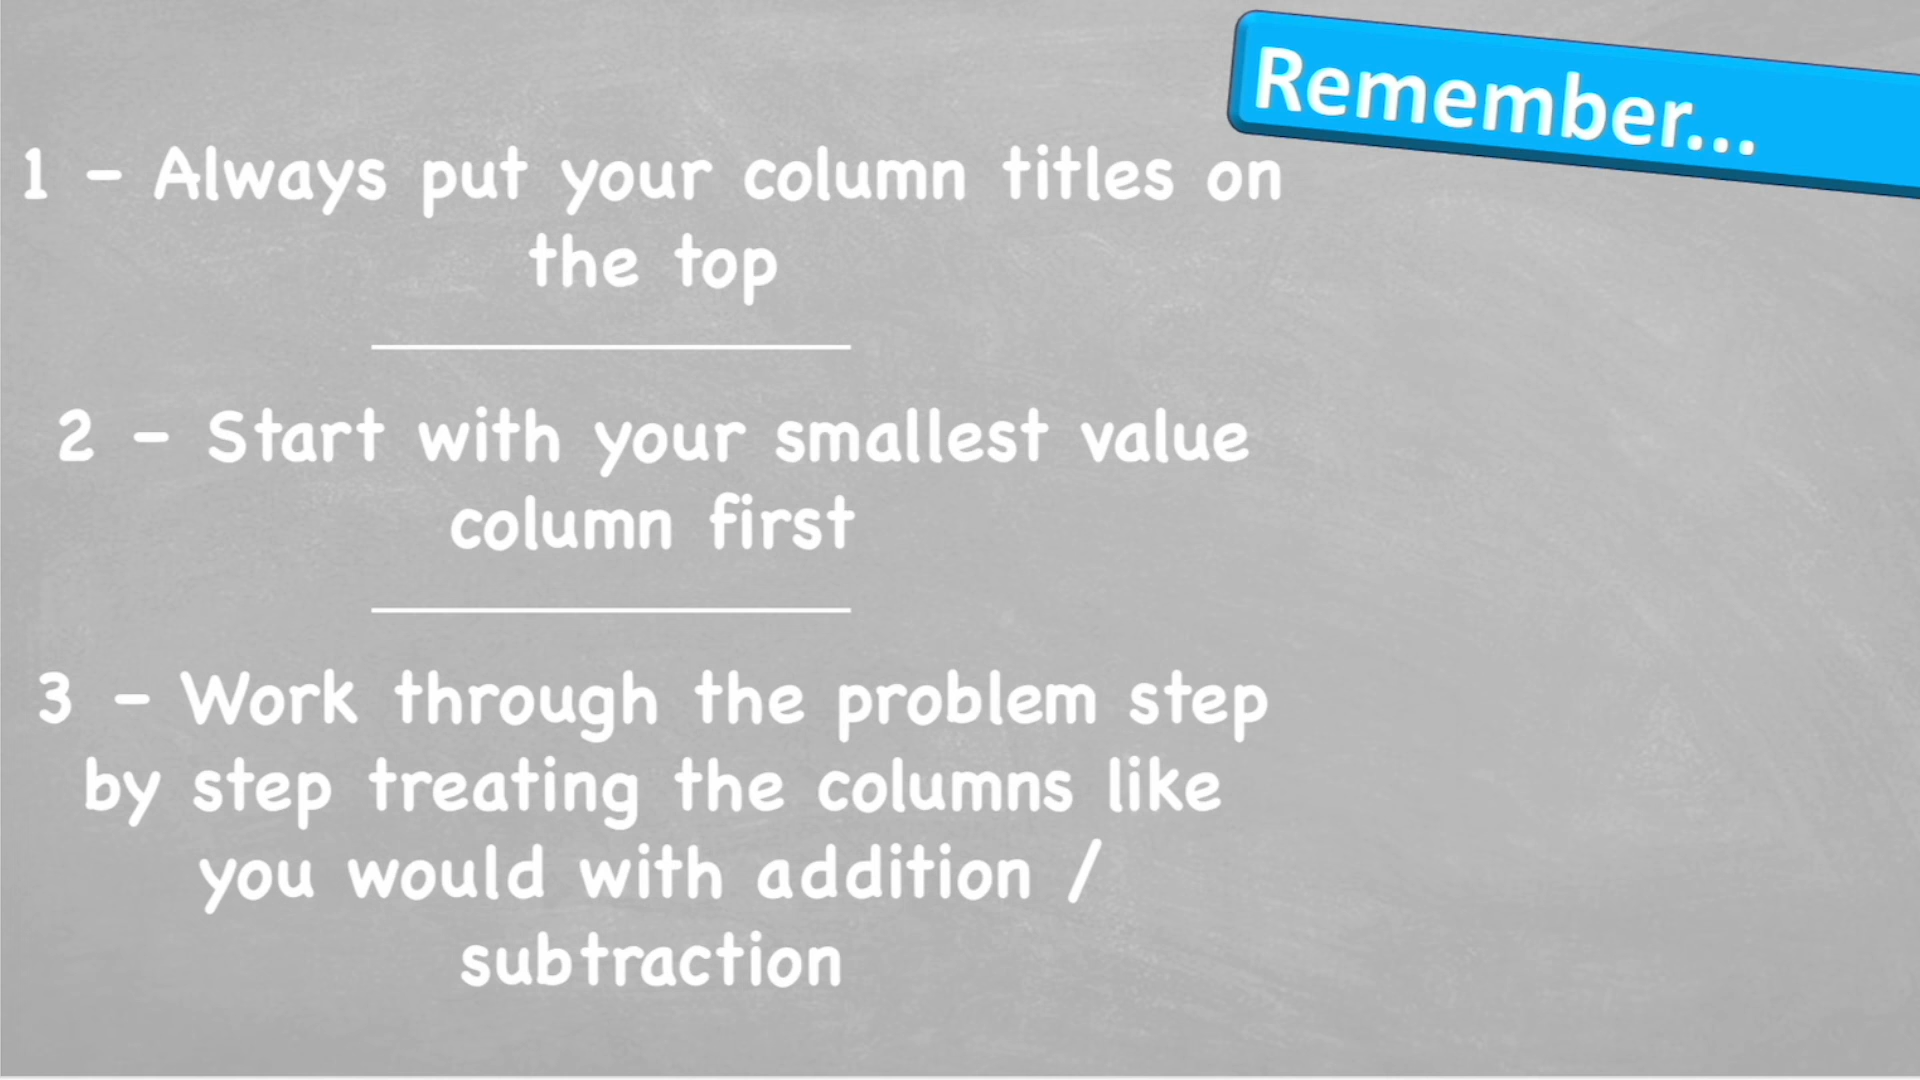 Remember...
1 - Always put your column titles on
the top
2 - Start with your smallest value
column first
3 - Work through the problem step
by step treating the columns like
you would with addition /
subtraction